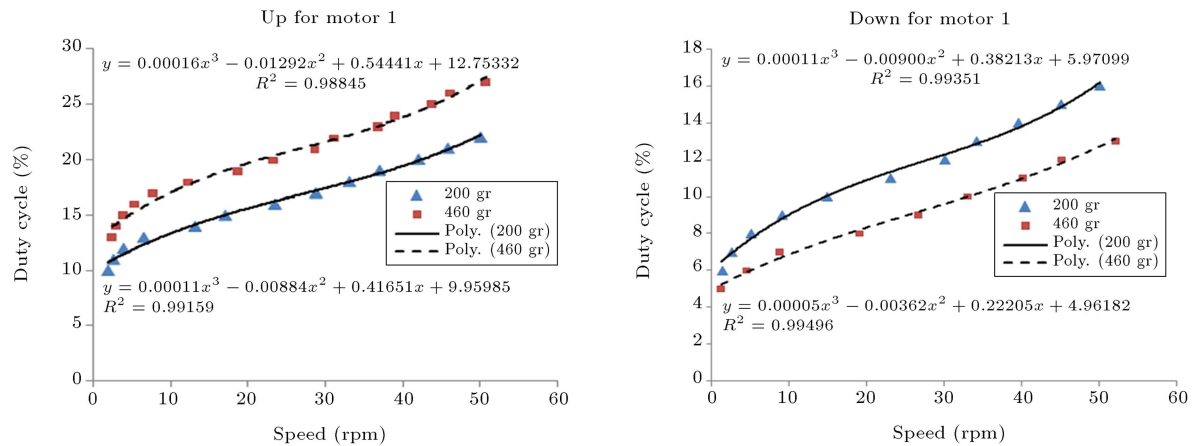 Up for motor 1
y = 0.00016x³ − 0.01292x² + 0.54441x + 12.75332
R² = 0.98845
30
25
20
15
10
5
0
Duty cycle (%)
200 gr
460 gr
Poly. (200 gr)
Poly. (460 gr)
y = 0.00011x³ − 0.00884x² + 0.41651x + 9.95985
R² = 0.99159
0 10 20 30 40 50 60
Speed (rpm)
Down for motor 1
y = 0.00011x³ − 0.00900x² + 0.38213x + 5.97099
R² = 0.99351
18
16
14
12
10
8
6
4
2
0
Duty cycle (%)
200 gr
460 gr
Poly. (200 gr)
Poly. (460 gr)
y = 0.00005x³ − 0.00362x² + 0.22205x + 4.96182
R² = 0.99496
0 10 20 30 40 50 60
Speed (rpm)